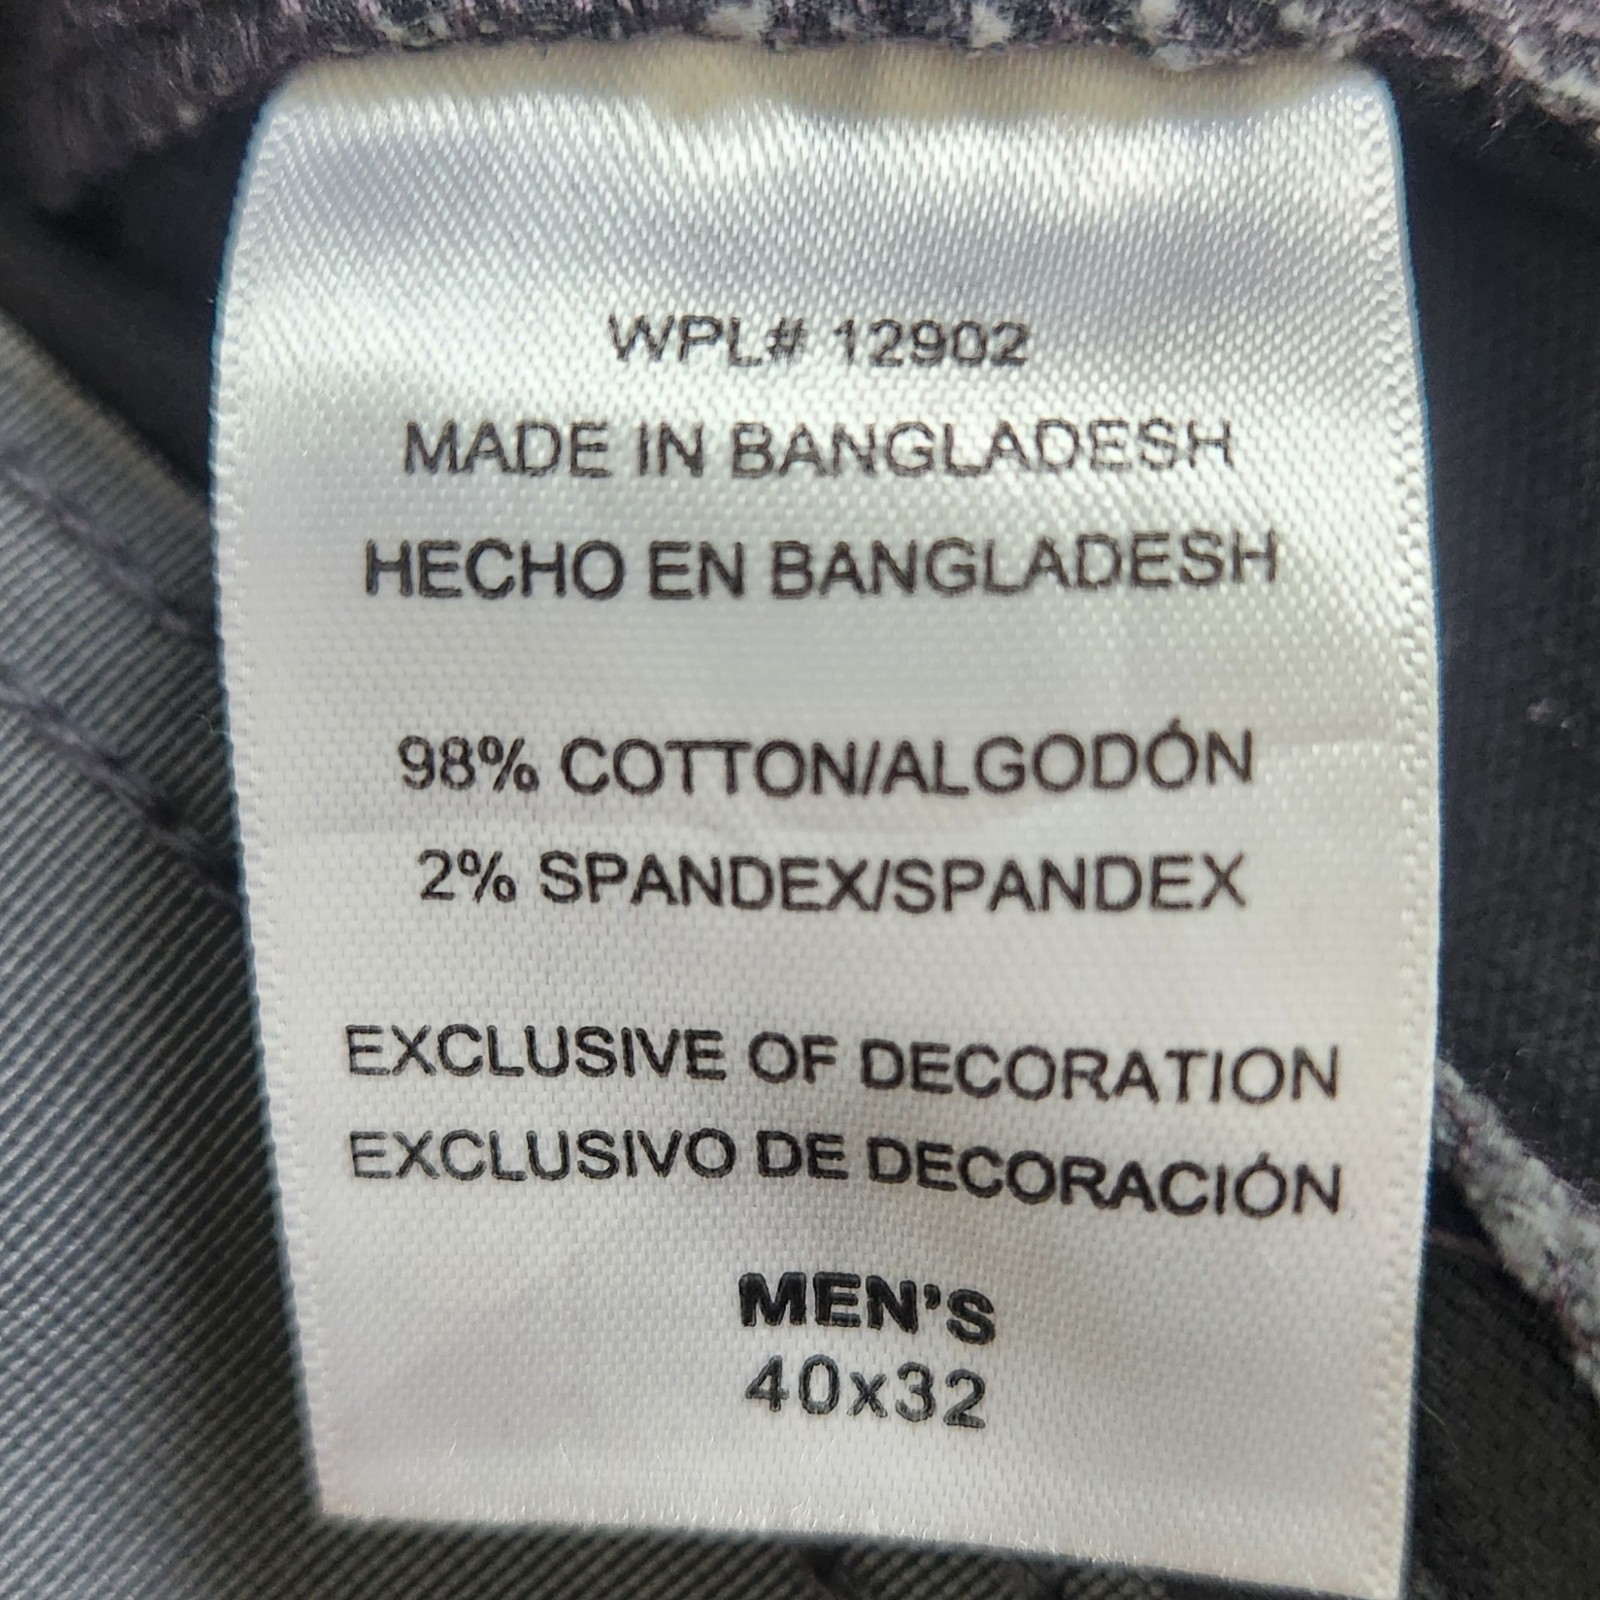 WPL# 12902
MADE IN BANGLADESH
HECHO EN BANGLADESH
98% COTTON/ALGODÓN
2% SPANDEX/SPANDEX
EXCLUSIVE OF DECORATION
EXCLUSIVO DE DECORACIÓN
MEN'S
40x32